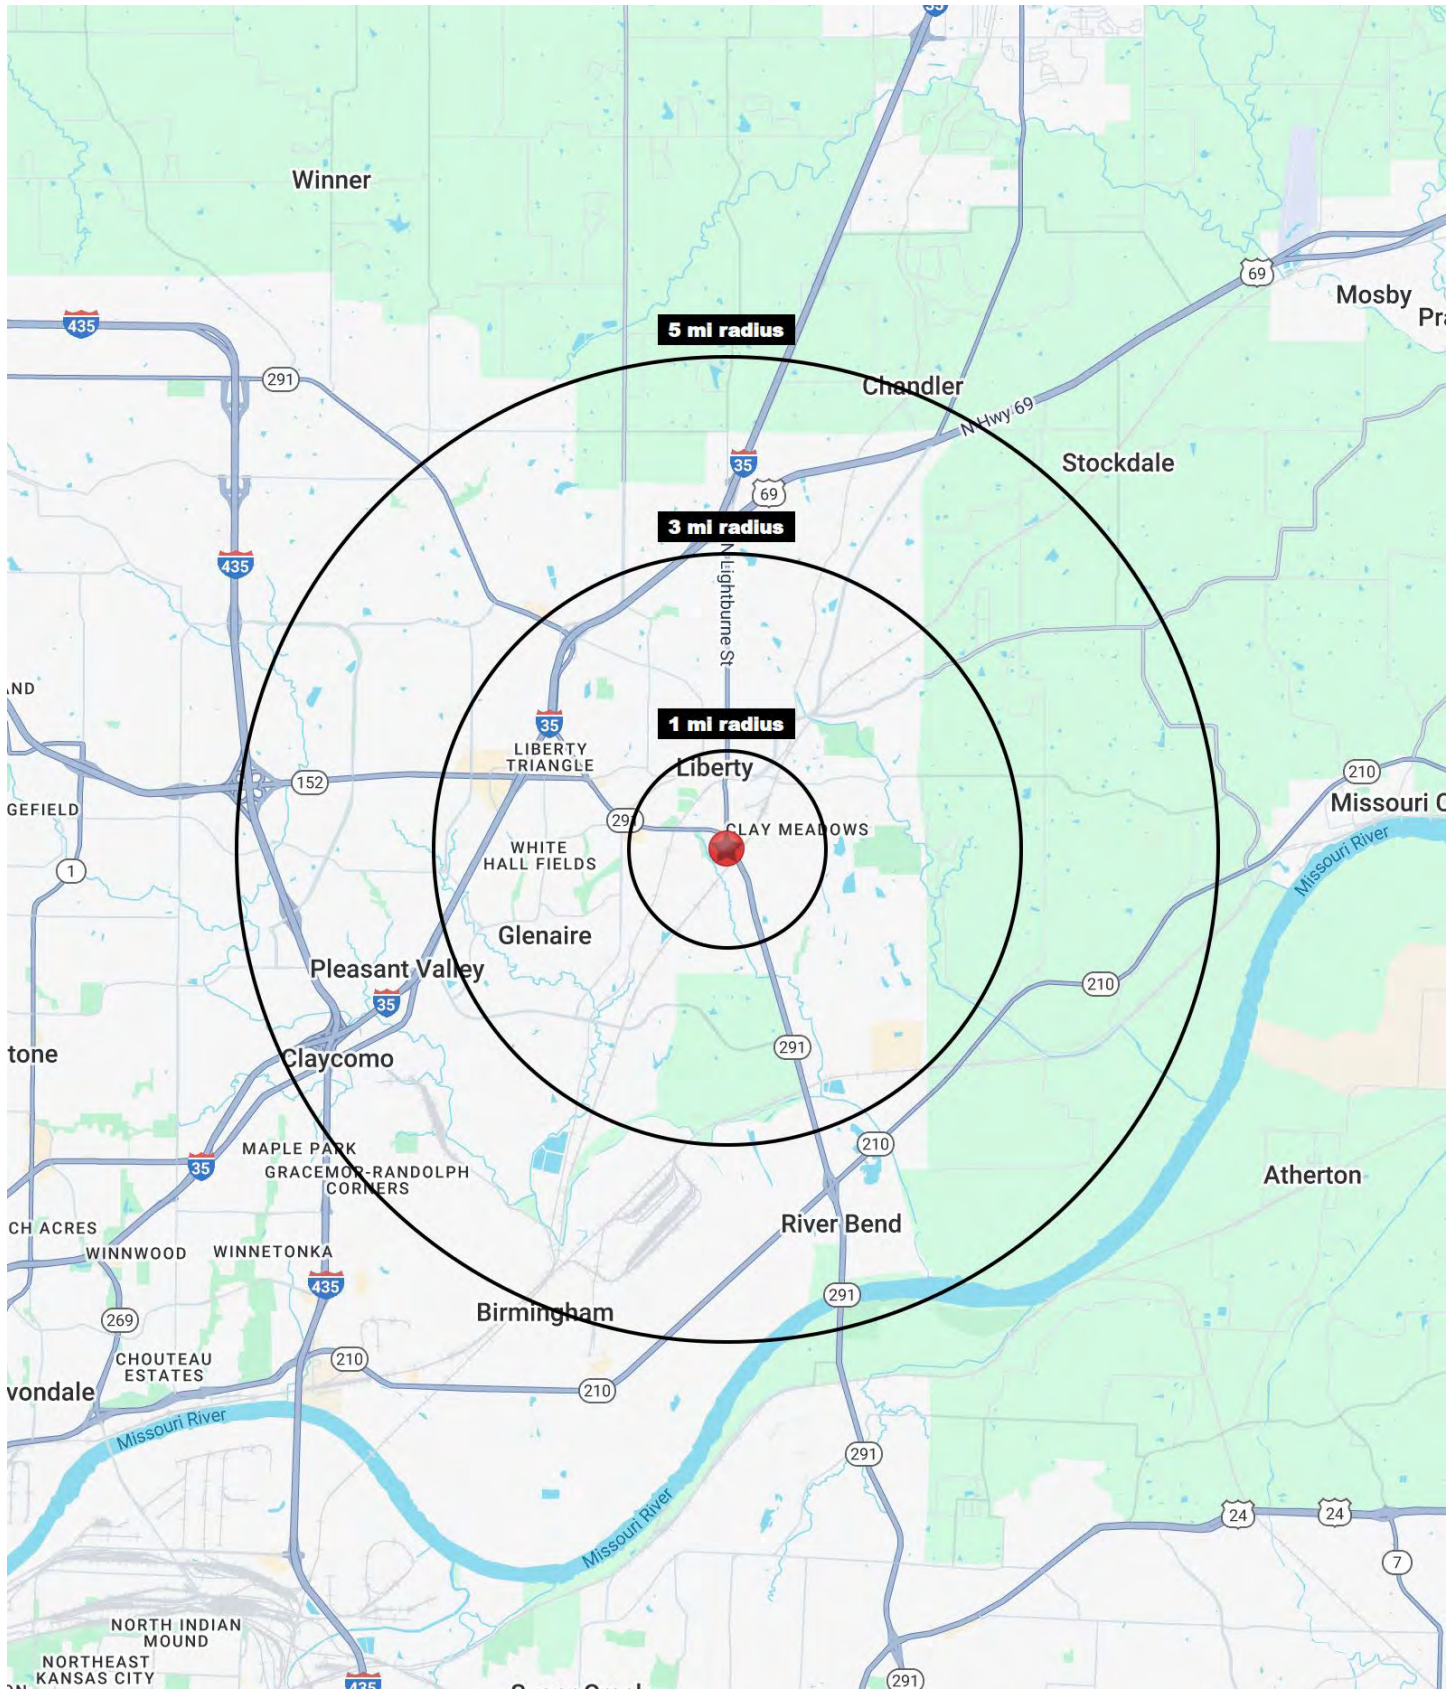 35
Winner
69
Mosby
435
5 mi radius
291
Chandler
N Hwy 69
Stockdale
35
69
3 mi radius
N Lightburne St
435
1 mi radius
35
LIBERTY
TRIANGLE
Liberty
152
210
Missouri River
GEFIELD
291
CLAY MEADOWS
WHITE
HALL FIELDS
1
Glenaire
Pleasant Valley
35
210
291
Claycomo
tone
210
MAPLE PARK
35
GRACEMOR-RANDOLPH
CORNERS
Atherton
CH ACRES
WINNWOOD
WINNETONKA
River Bend
435
291
269
Birmingham
CHOUTEAU
ESTATES
210
210
vondale
Missouri River
291
Missouri River
24
24
7
NORTH INDIAN
MOUND
NORTHEAST
KANSAS CITY
435
291